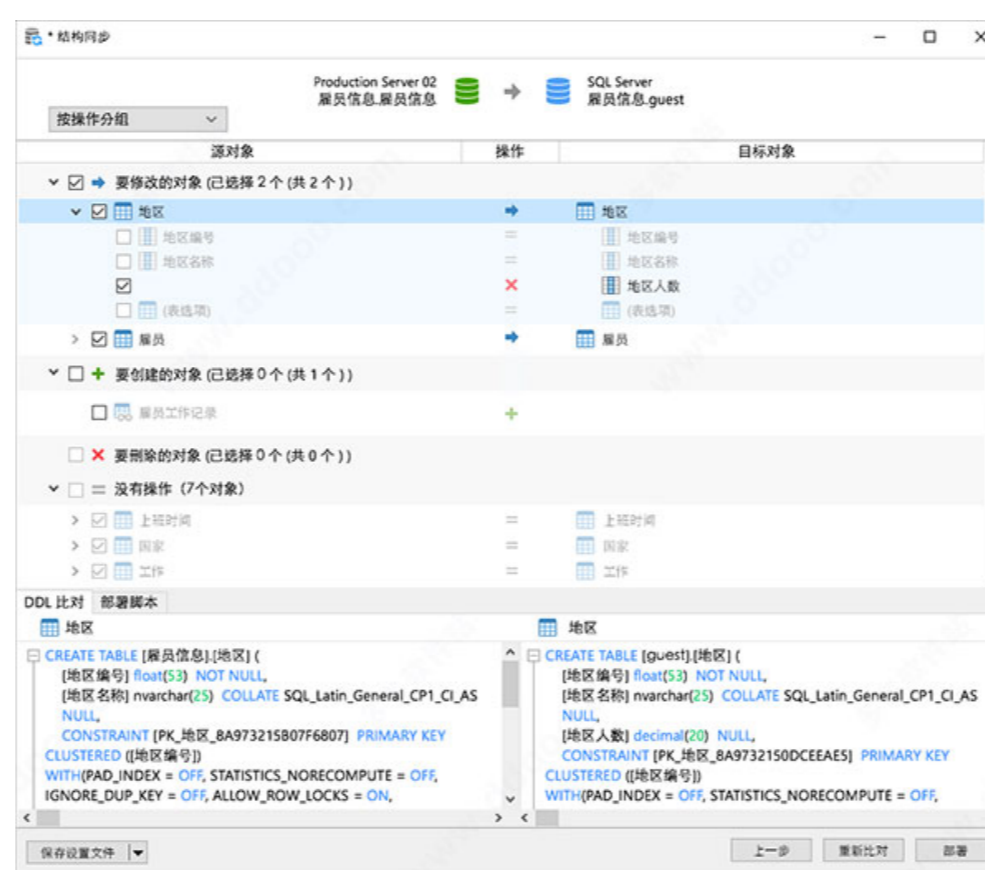 * 结构同步
Production Server 02
雇员信息.雇员信息
SQL Server
雇员信息.guest
按操作分组
源对象 操作 目标对象
要修改的对象 (已选择 2 个 (共 2 个 ))
地区 地区
地区编号 = 地区编号
地区名称 = 地区名称
地区人数
(表选项) = (表选项)
雇员 雇员
要创建的对象 (已选择 0 个 (共 1 个 ))
雇员工作记录 +
要删除的对象 (已选择 0 个 (共 0 个 ))
= 没有操作（7个对象）
上班时间 = 上班时间
国家 = 国家
工作 = 工作
DDL 比对 部署脚本
地区
CREATE TABLE [雇员信息].[地区] (
[地区编号] float(53) NOT NULL,
[地区名称] nvarchar(25) COLLATE SQL_Latin_General_CP1_CI_AS
NULL,
CONSTRAINT [PK_地区_8A973215B07F6807] PRIMARY KEY
CLUSTERED ([地区编号])
WITH(PAD_INDEX = OFF, STATISTICS_NORECOMPUTE = OFF,
IGNORE_DUP_KEY = OFF, ALLOW_ROW_LOCKS = ON,
地区
CREATE TABLE [guest].[地区] (
[地区编号] float(53) NOT NULL,
[地区名称] nvarchar(25) COLLATE SQL_Latin_General_CP1_CI_AS
NULL,
[地区人数] decimal(20) NULL,
CONSTRAINT [PK_地区_8A9732150DCEEAE5] PRIMARY KEY
CLUSTERED ([地区编号])
WITH(PAD_INDEX = OFF, STATISTICS_NORECOMPUTE = OFF,
保存设置文件 上一步 重新比对 部署